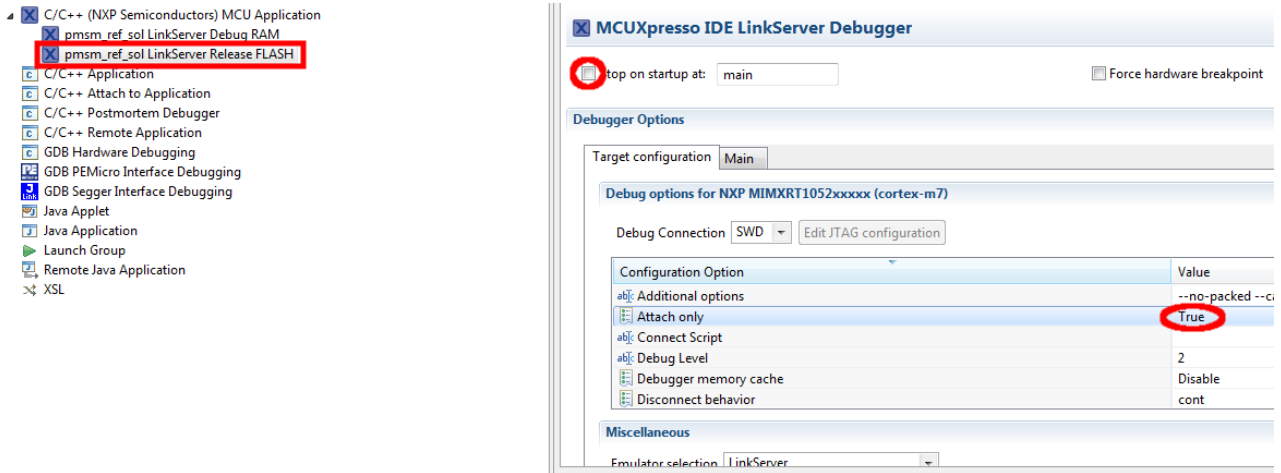 C/C++ (NXP Semiconductors) MCU Application
pmsm_ref_sol LinkServer Debug RAM
pmsm_ref_sol LinkServer Release FLASH
C/C++ Application
C/C++ Attach to Application
C/C++ Postmortem Debugger
C/C++ Remote Application
GDB Hardware Debugging
GDB PEMicro Interface Debugging
GDB Segger Interface Debugging
Java Applet
Java Application
Launch Group
Remote Java Application
XSL
MCUXpresso IDE LinkServer Debugger
top on startup at: main
Force hardware breakpoint
Debugger Options
Target configuration Main
Debug options for NXP MIMXRT1052xxxxx (cortex-m7)
Debug Connection SWD Edit JTAG configuration
Configuration Option Value
Additional options --no-packed --ca
Attach only True
Connect Script
Debug Level 2
Debugger memory cache Disable
Disconnect behavior cont
Miscellaneous
Emulator selection LinkServer